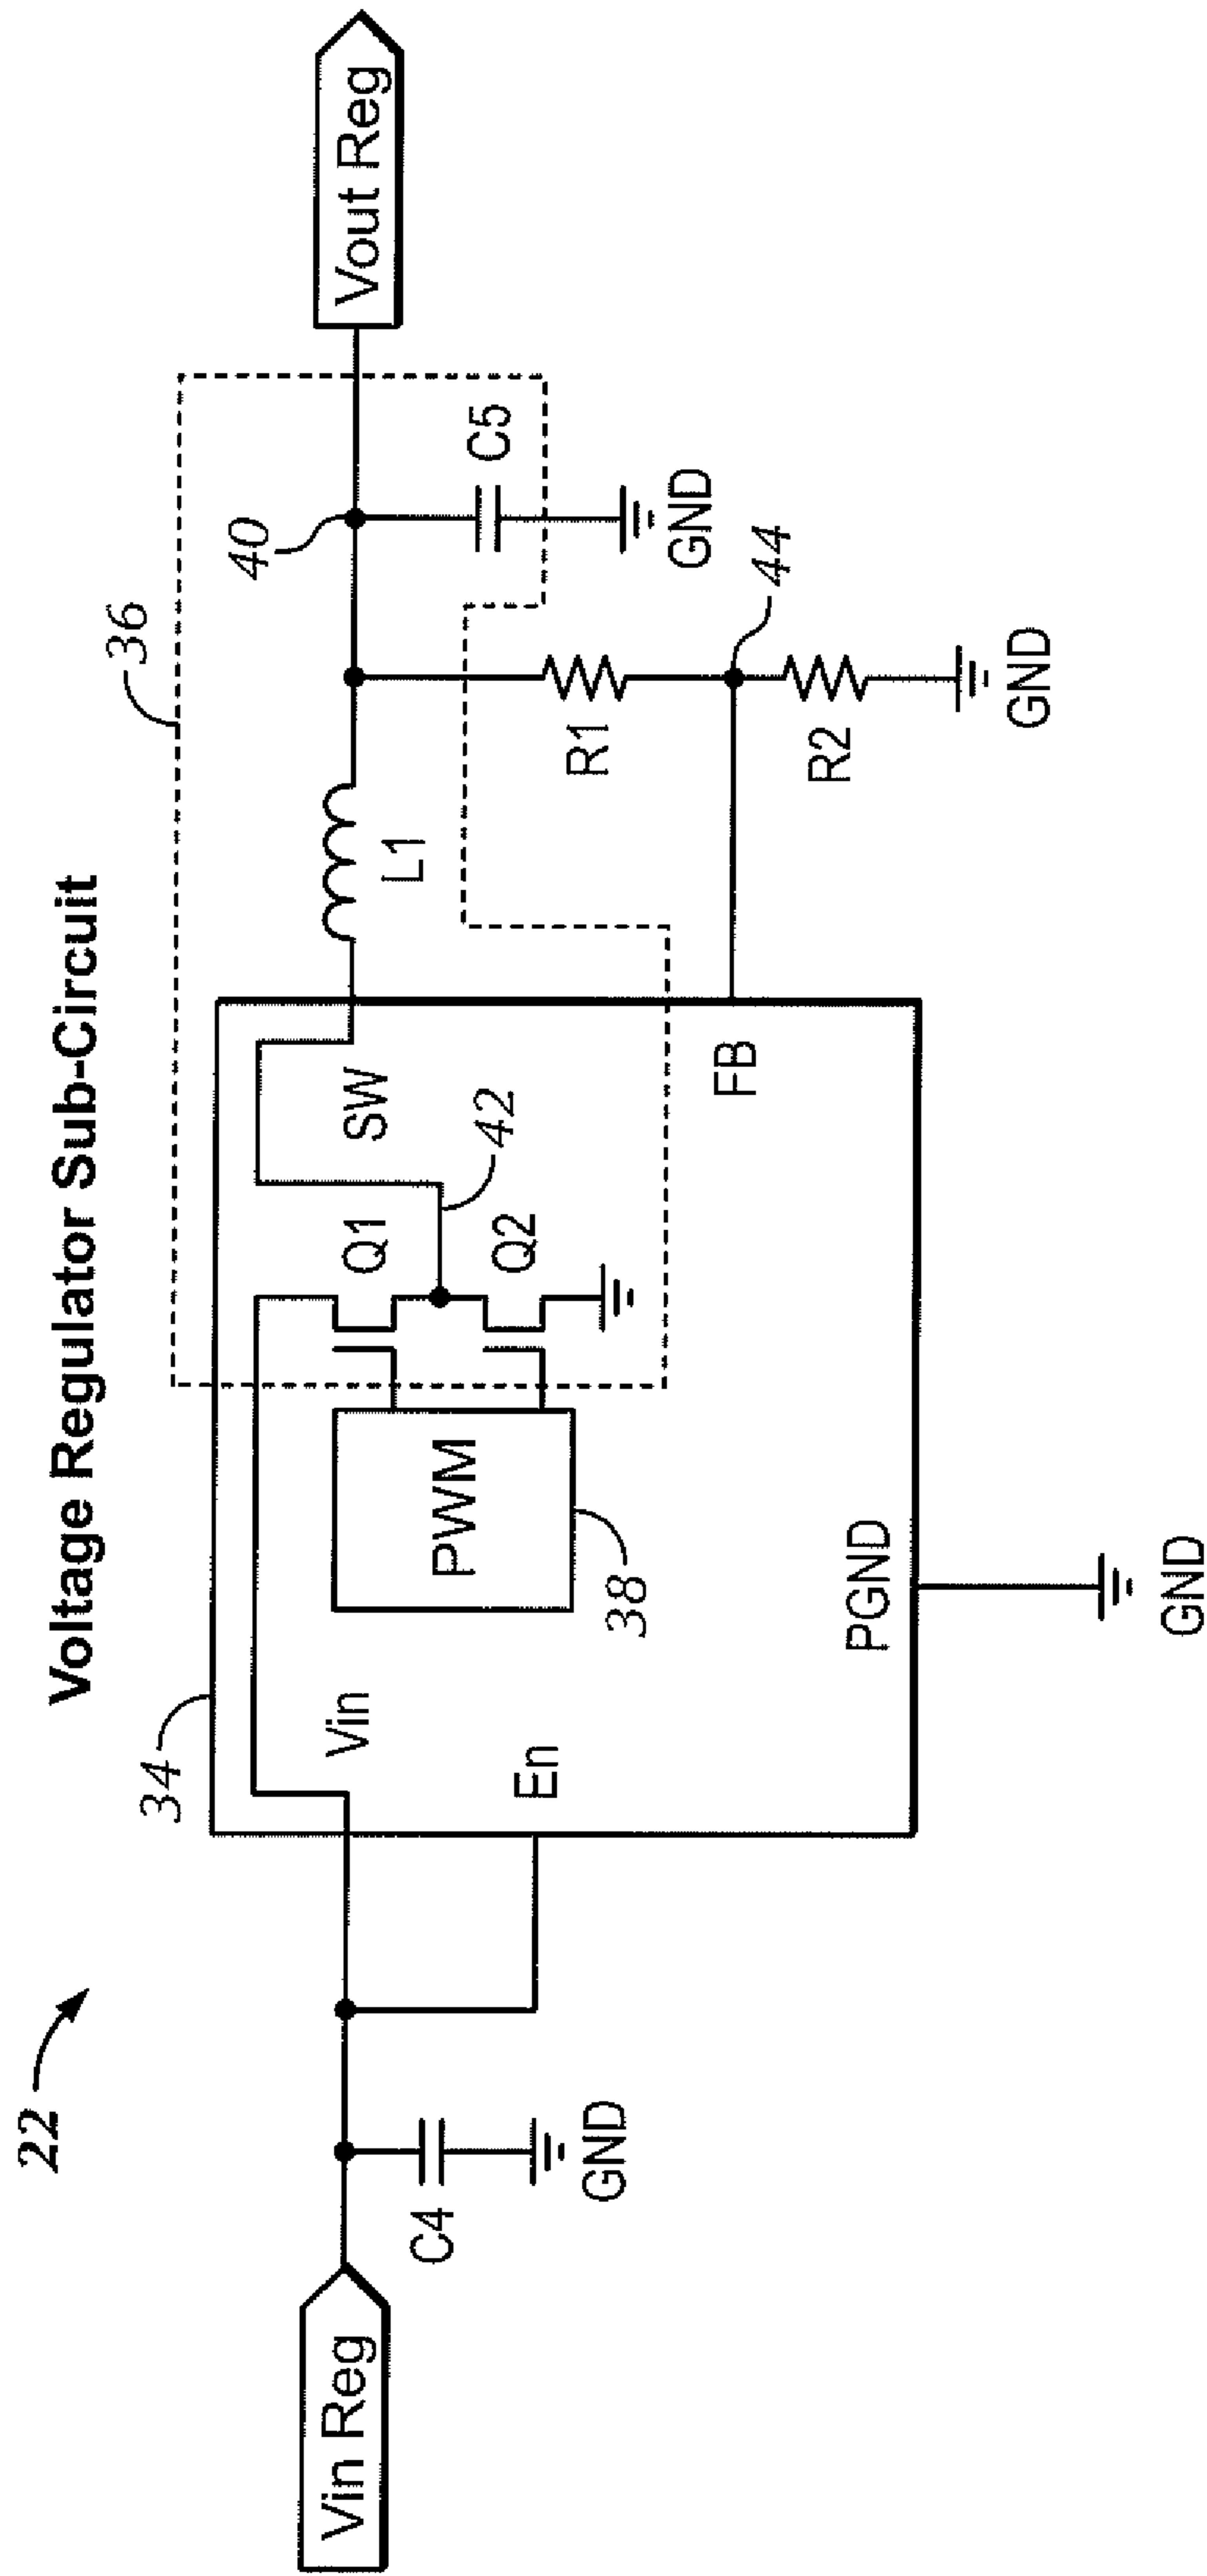 Voltage Regulator Sub-Circuit
22
34
36
Vin Reg
C4
GND
Vin
En
PWM
38
Q1
Q2
42
SW
FB
PGND
GND
L1
40
C5
GND
R1
44
R2
GND
Vout Reg